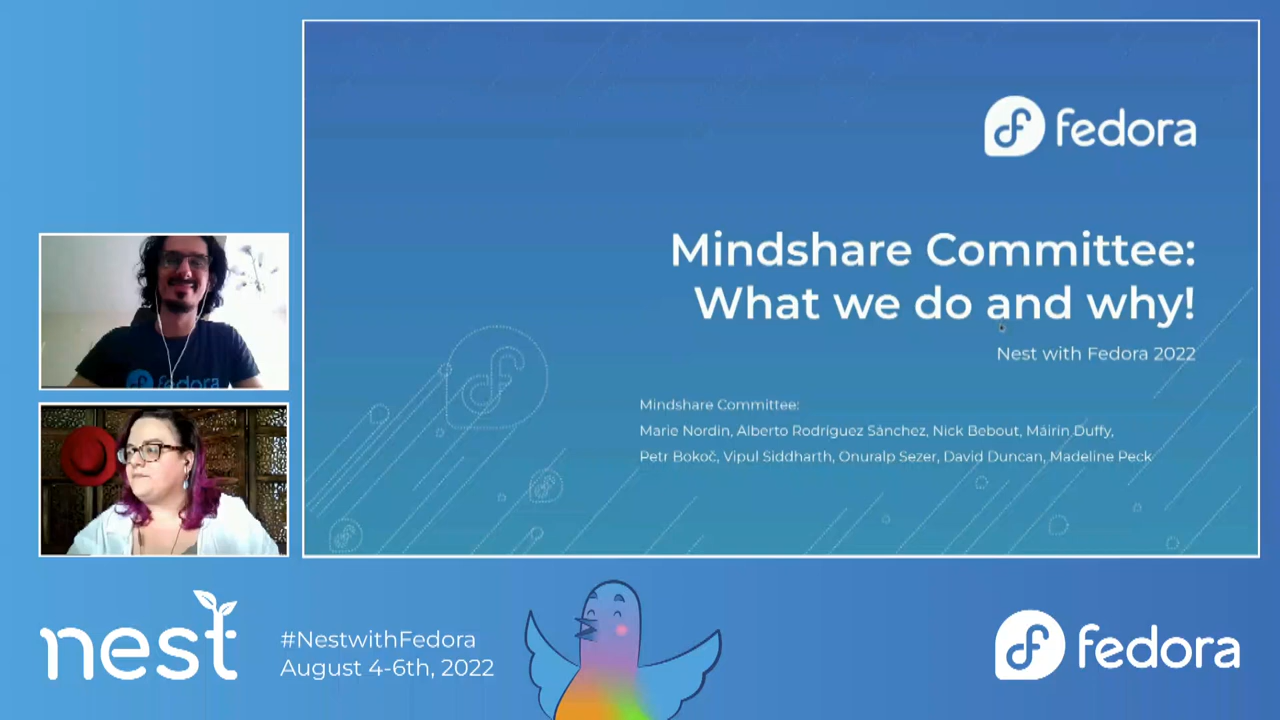 fedora
Mindshare Committee:
What we do and why!
Nest with Fedora 2022
Mindshare Committee:
Marie Nordin, Alberto Rodríguez Sánchez, Nick Bebout, Máirín Duffy,
Petr Bokoč, Vipul Siddharth, Onuralp Sezer, David Duncan, Madeline Peck
fedora
nest
#NestwithFedora
August 4-6th, 2022
fedora